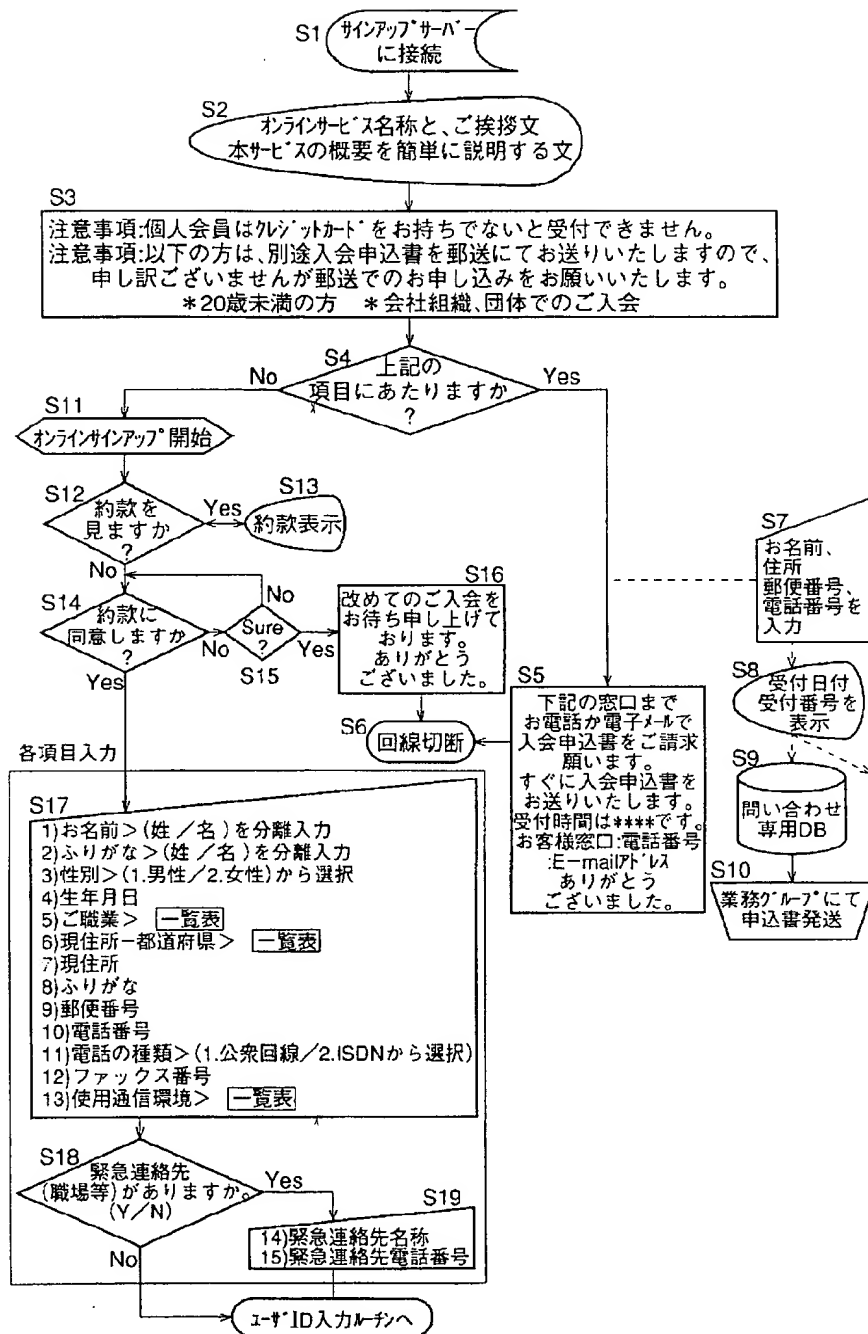 S1
サインアップサーバー
に接続
S2
オンラインサービス名称と、ご挨拶文
本サービスの概要を簡単に説明する文
S3
注意事項:個人会員はクレジットカードをお持ちでないと受付できません。
注意事項:以下の方は、別途入会申込書を郵送にてお送りいたしますので、
申し訳ございませんが郵送でのお申し込みをお願いいたします。
＊20歳未満の方　＊会社組織、団体でのご入会
S4
上記の
項目にあたりますか
?
No
Yes
S11
オンラインサインアップ開始
S12
約款を
見ますか
?
Yes
S13
約款表示
No
S14
約款に
同意しますか
?
No
Yes
Sure
?
S15
No
Yes
S16
改めてのご入会を
お待ち申し上げて
おります。
ありがとう
ございました。
S6
回線切断
S5
下記の窓口まで
お電話か電子メールで
入会申込書をご請求
願います。
すぐに入会申込書を
お送りいたします。
受付時間は****です。
お客様窓口:電話番号
:E－mailアドレス
ありがとう
ございました。
S7
お名前、
住所
郵便番号、
電話番号を
入力
S8
受付日付
受付番号を
表示
S9
問い合わせ
専用DB
S10
業務グループにて
申込書発送
各項目入力
S17
1)お名前＞(姓／名)を分離入力
2)ふりがな＞(姓／名)を分離入力
3)性別＞(1.男性／2.女性)から選択
4)生年月日
5)ご職業＞ 一覧表
6)現住所－都道府県＞ 一覧表
7)現住所
8)ふりがな
9)郵便番号
10)電話番号
11)電話の種類＞(1.公衆回線／2.ISDNから選択)
12)ファックス番号
13)使用通信環境＞ 一覧表
S18
緊急連絡先
(職場等)がありますか。
(Y／N)
Yes
No
S19
14)緊急連絡先名称
15)緊急連絡先電話番号
ユーザID入力ルーチンへ